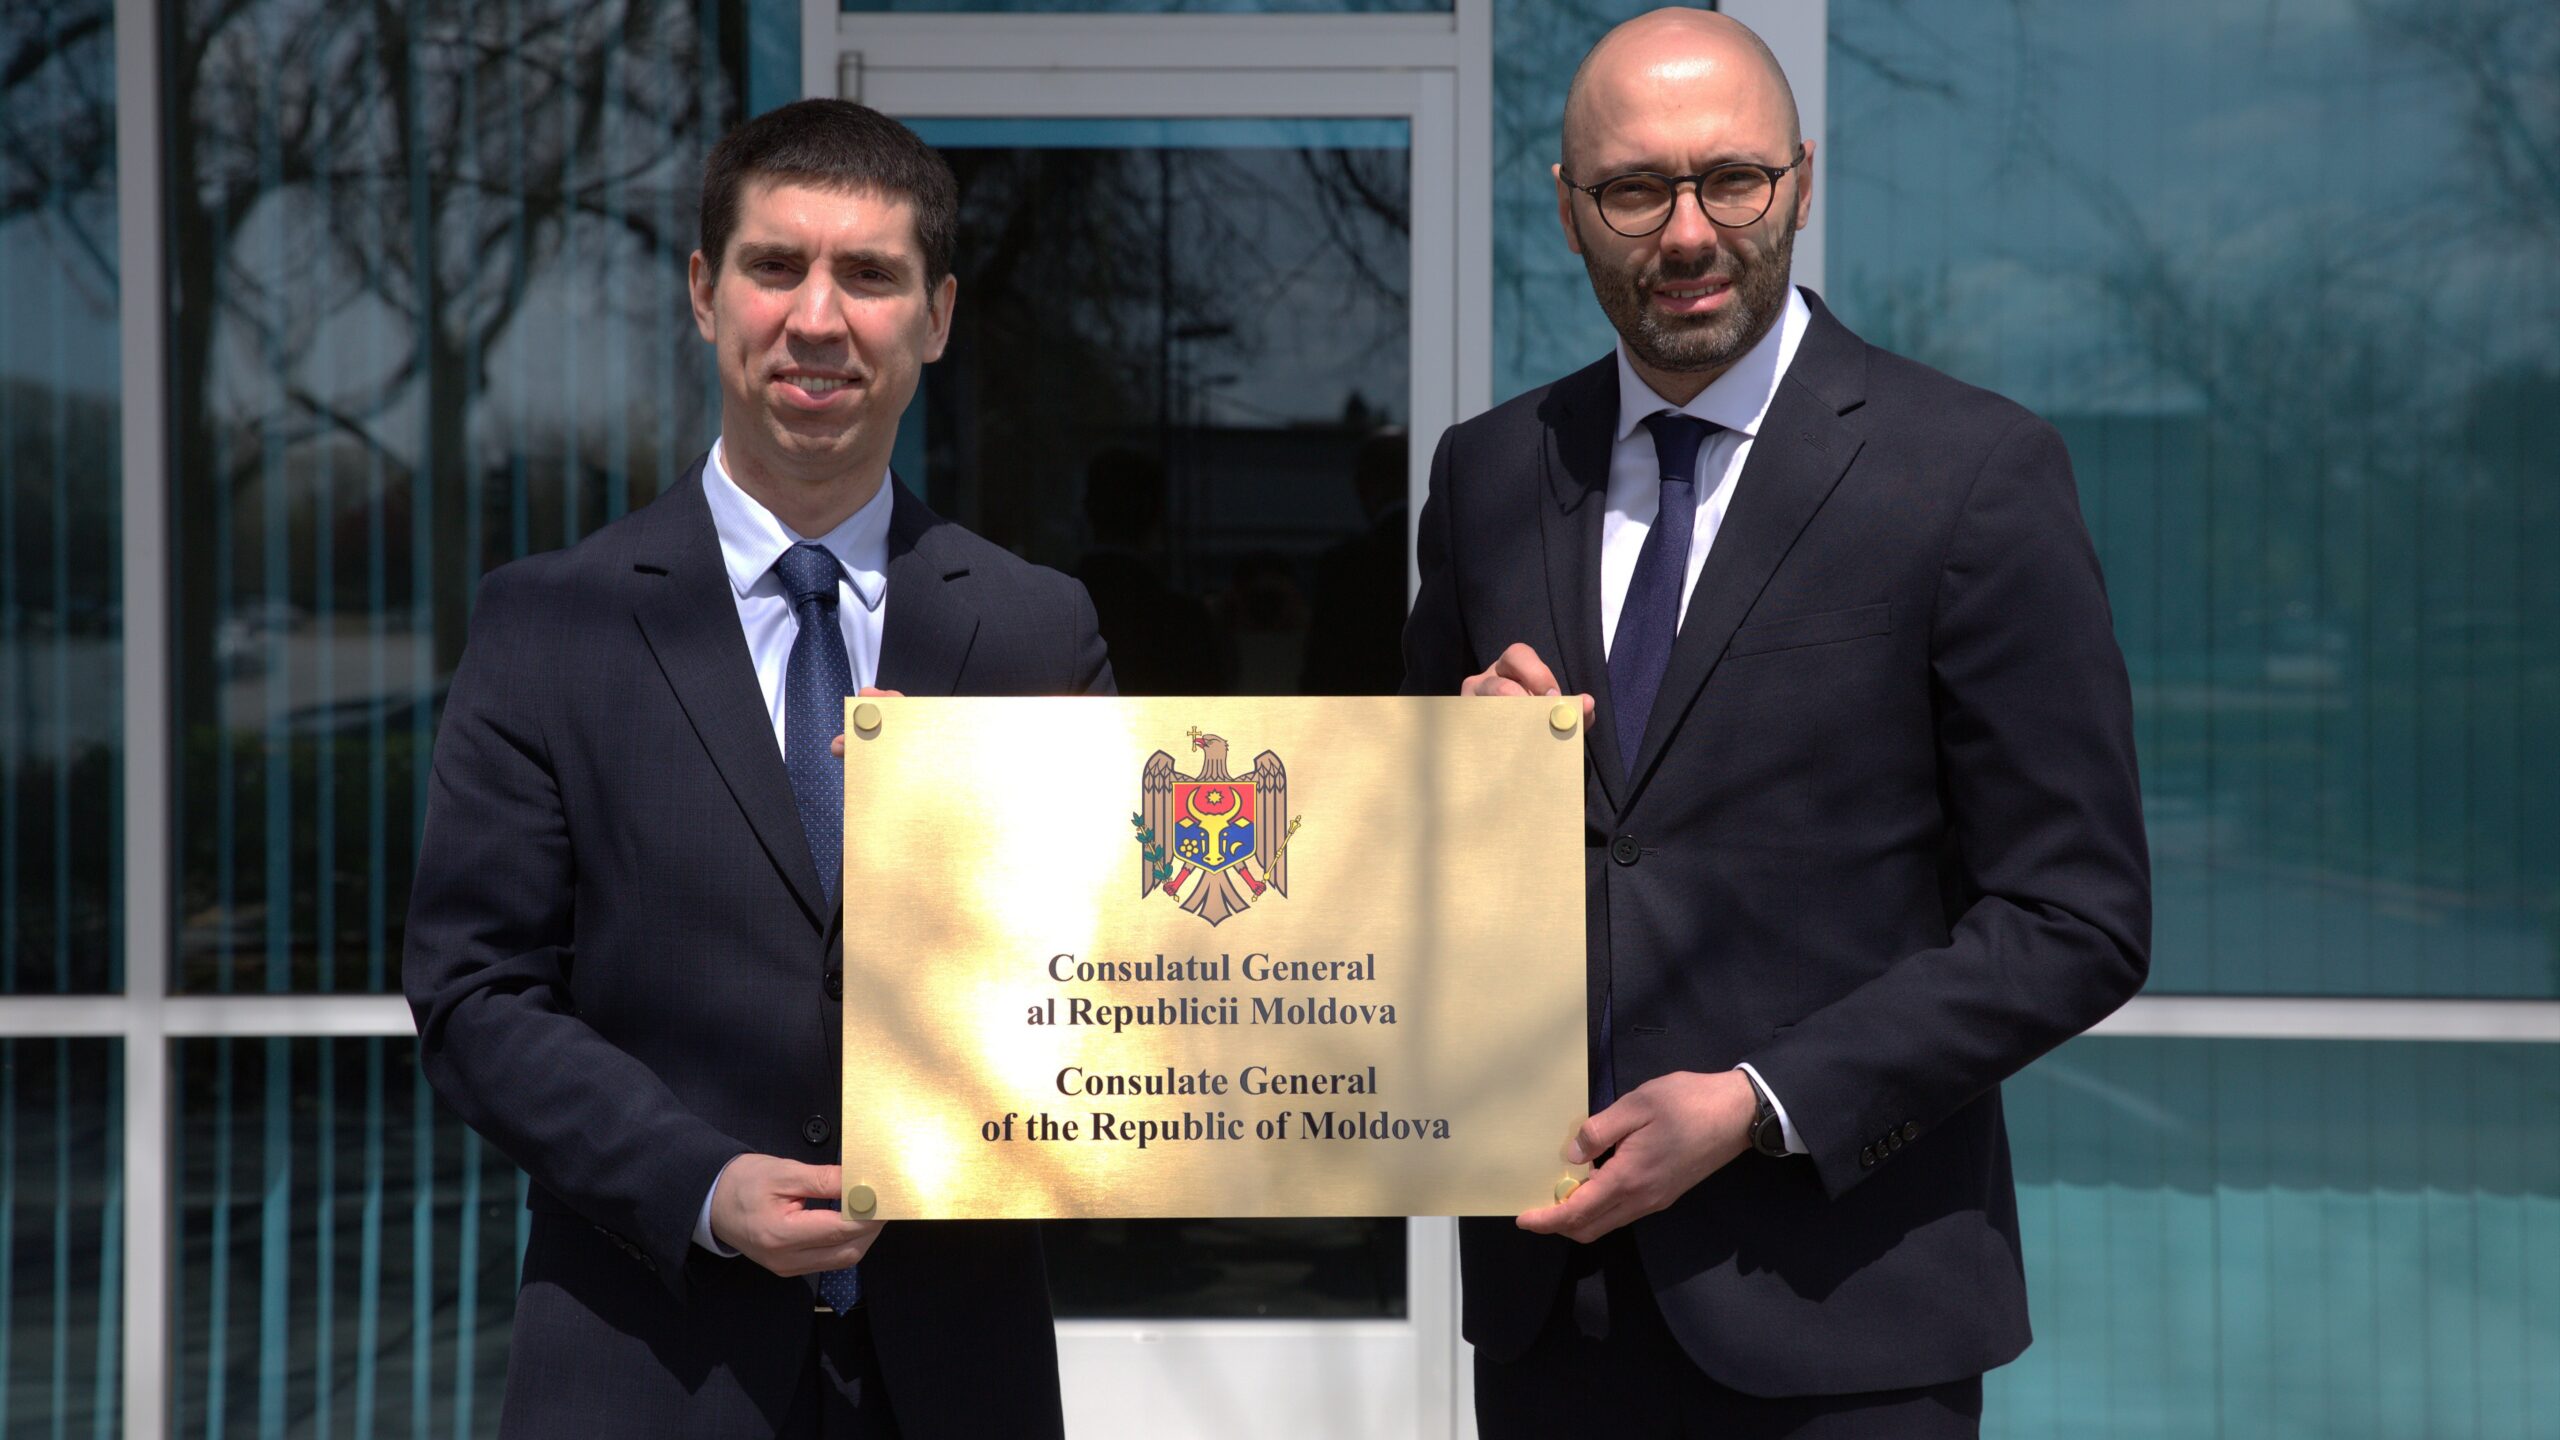 Consulatul General
al Republicii Moldova
Consulate General
of the Republic of Moldova